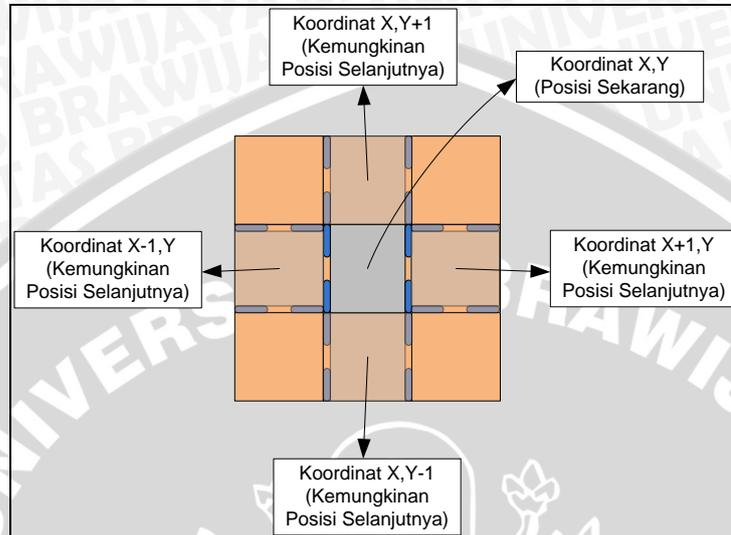 Koordinat X,Y+1
(Kemungkinan
Posisi Selanjutnya)
Koordinat X,Y
(Posisi Sekarang)
Koordinat X-1,Y
(Kemungkinan
Posisi Selanjutnya)
Koordinat X+1,Y
(Kemungkinan
Posisi Selanjutnya)
Koordinat X,Y-1
(Kemungkinan
Posisi Selanjutnya)